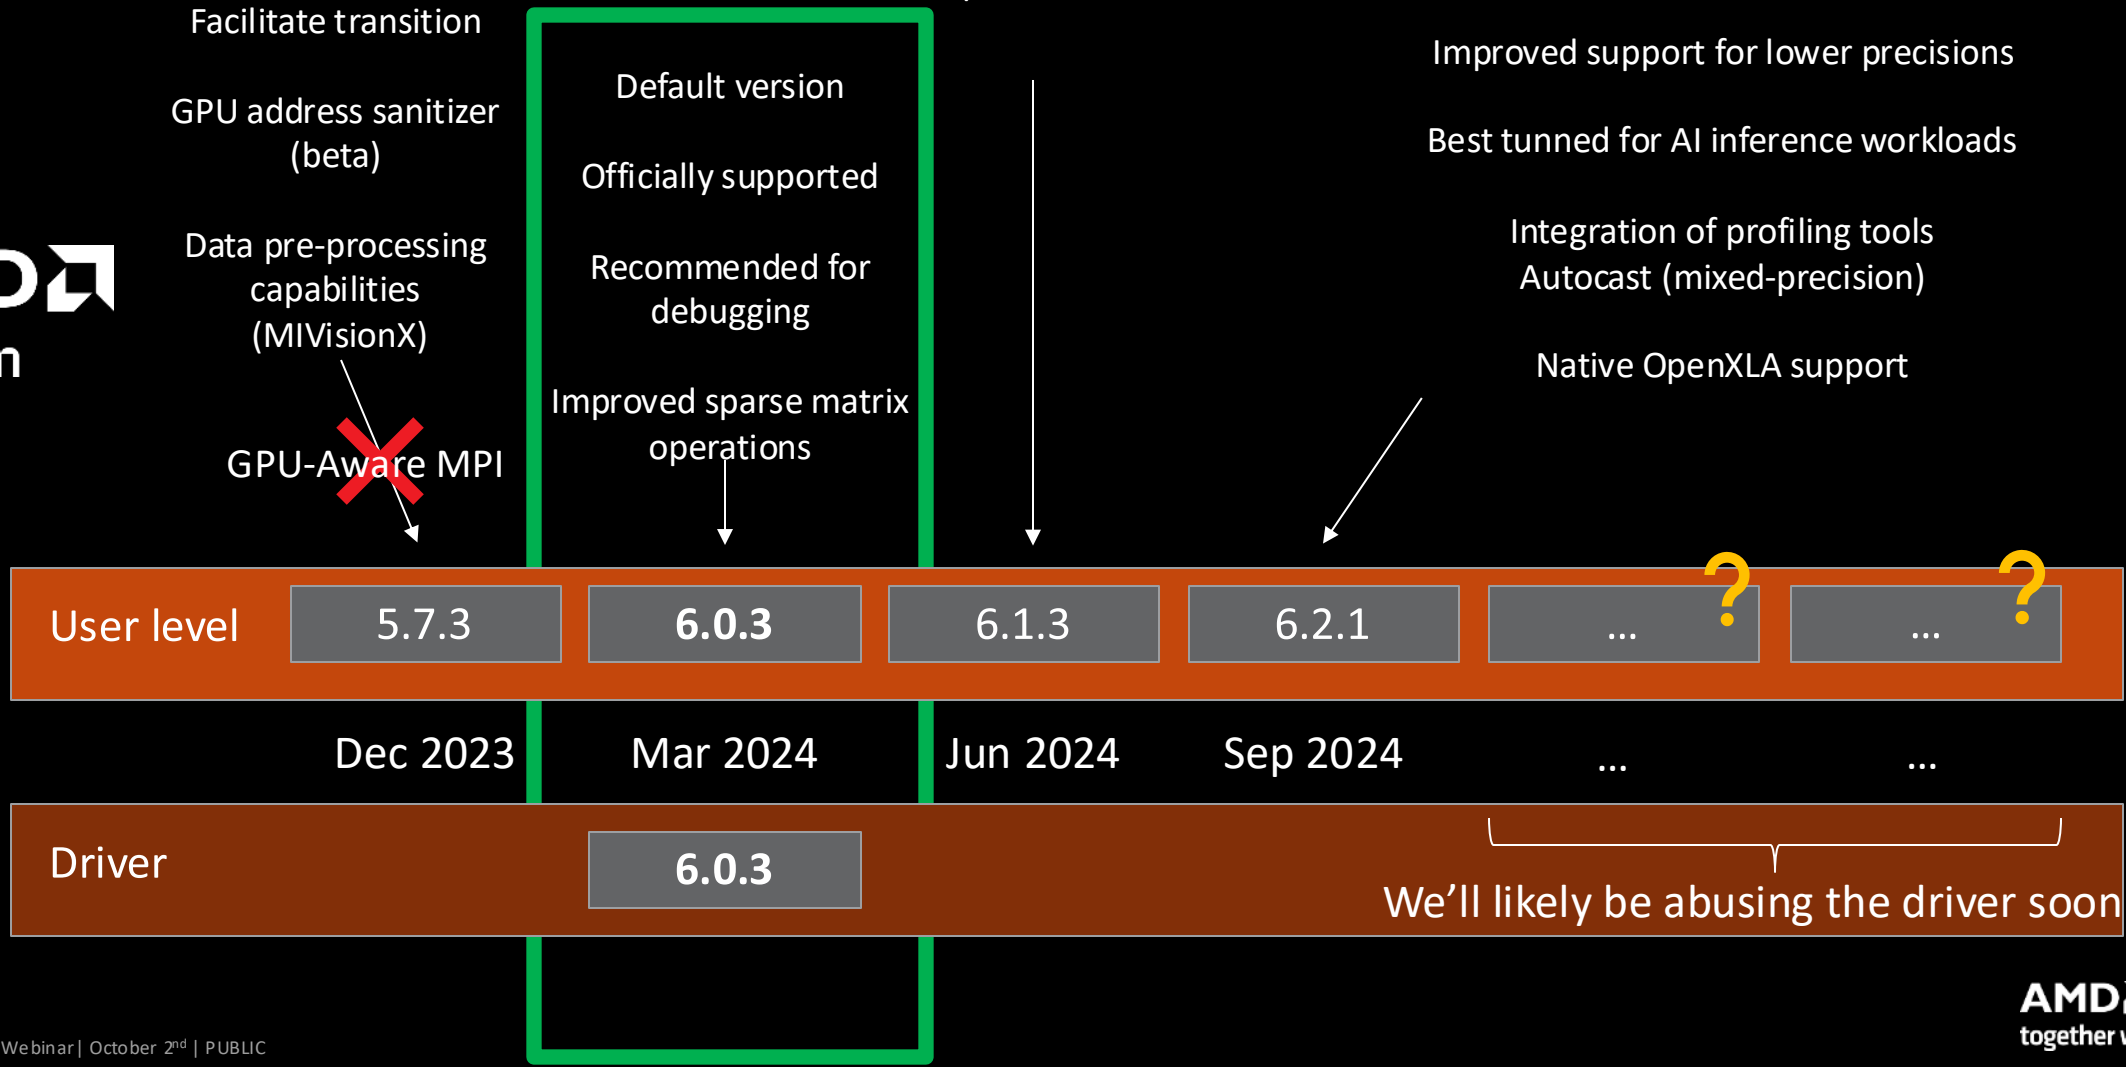 Facilitate transition
GPU address sanitizer
(beta)
Data pre-processing
capabilities
(MIVisionX)
GPU-Aware MPI
Default version
Officially supported
Recommended for
debugging
Improved sparse matrix
operations
Improved support for lower precisions
Best tunned for AI inference workloads
Integration of profiling tools
Autocast (mixed-precision)
Native OpenXLA support
User level
5.7.3
6.0.3
6.1.3
6.2.1
... ?
... ?
Dec 2023
Mar 2024
Jun 2024
Sep 2024
...
...
Driver
6.0.3
We'll likely be abusing the driver soon
Webinar | October 2nd | PUBLIC
AMD
together